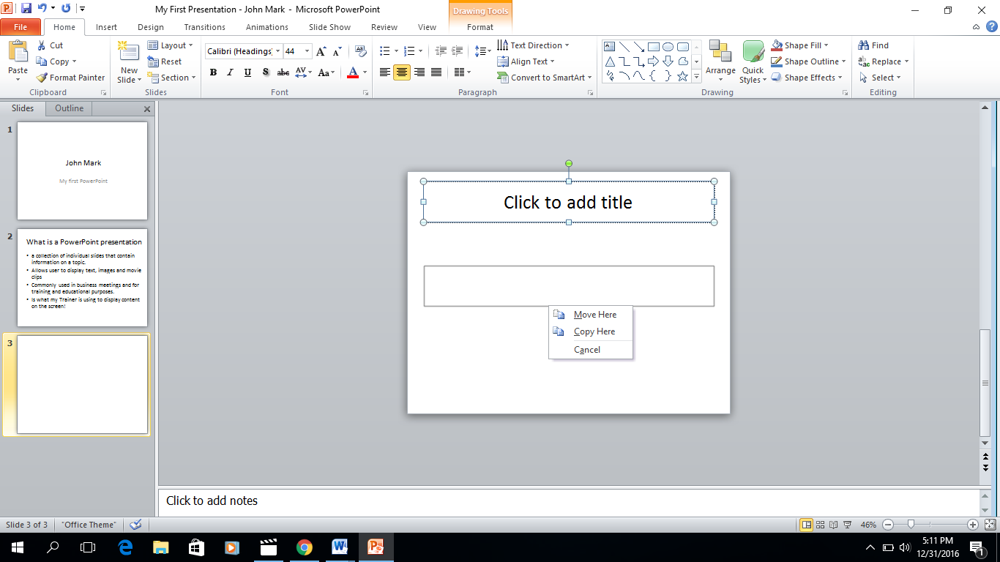 My First Presentation - John Mark - Microsoft PowerPoint
Drawing Tools
File Home Insert Design Transitions Animations Slide Show Review View Format
Paste
Cut
Copy
Format Painter
Clipboard
New
Slide
Layout
Reset
Section
Slides
Calibri (Headings) 44
B I U S abc AV Aa A
Font
Text Direction
Align Text
Convert to SmartArt
Paragraph
Arrange
Quick
Styles
Shape Fill
Shape Outline
Shape Effects
Drawing
Find
Replace
Select
Editing
Slides Outline
1
John Mark
My first PowerPoint
2
What is a PowerPoint presentation
• a collection of individual slides that contain
information on a topic.
• Allows user to display text, images and movie
clips
• Commonly used in business meetings and for
training and educational purposes.
• Is what my Trainer is using to display content
on the screen!
3
Click to add title
Move Here
Copy Here
Cancel
Click to add notes
Slide 3 of 3 "Office Theme" 46%
5:11 PM
12/31/2016
1